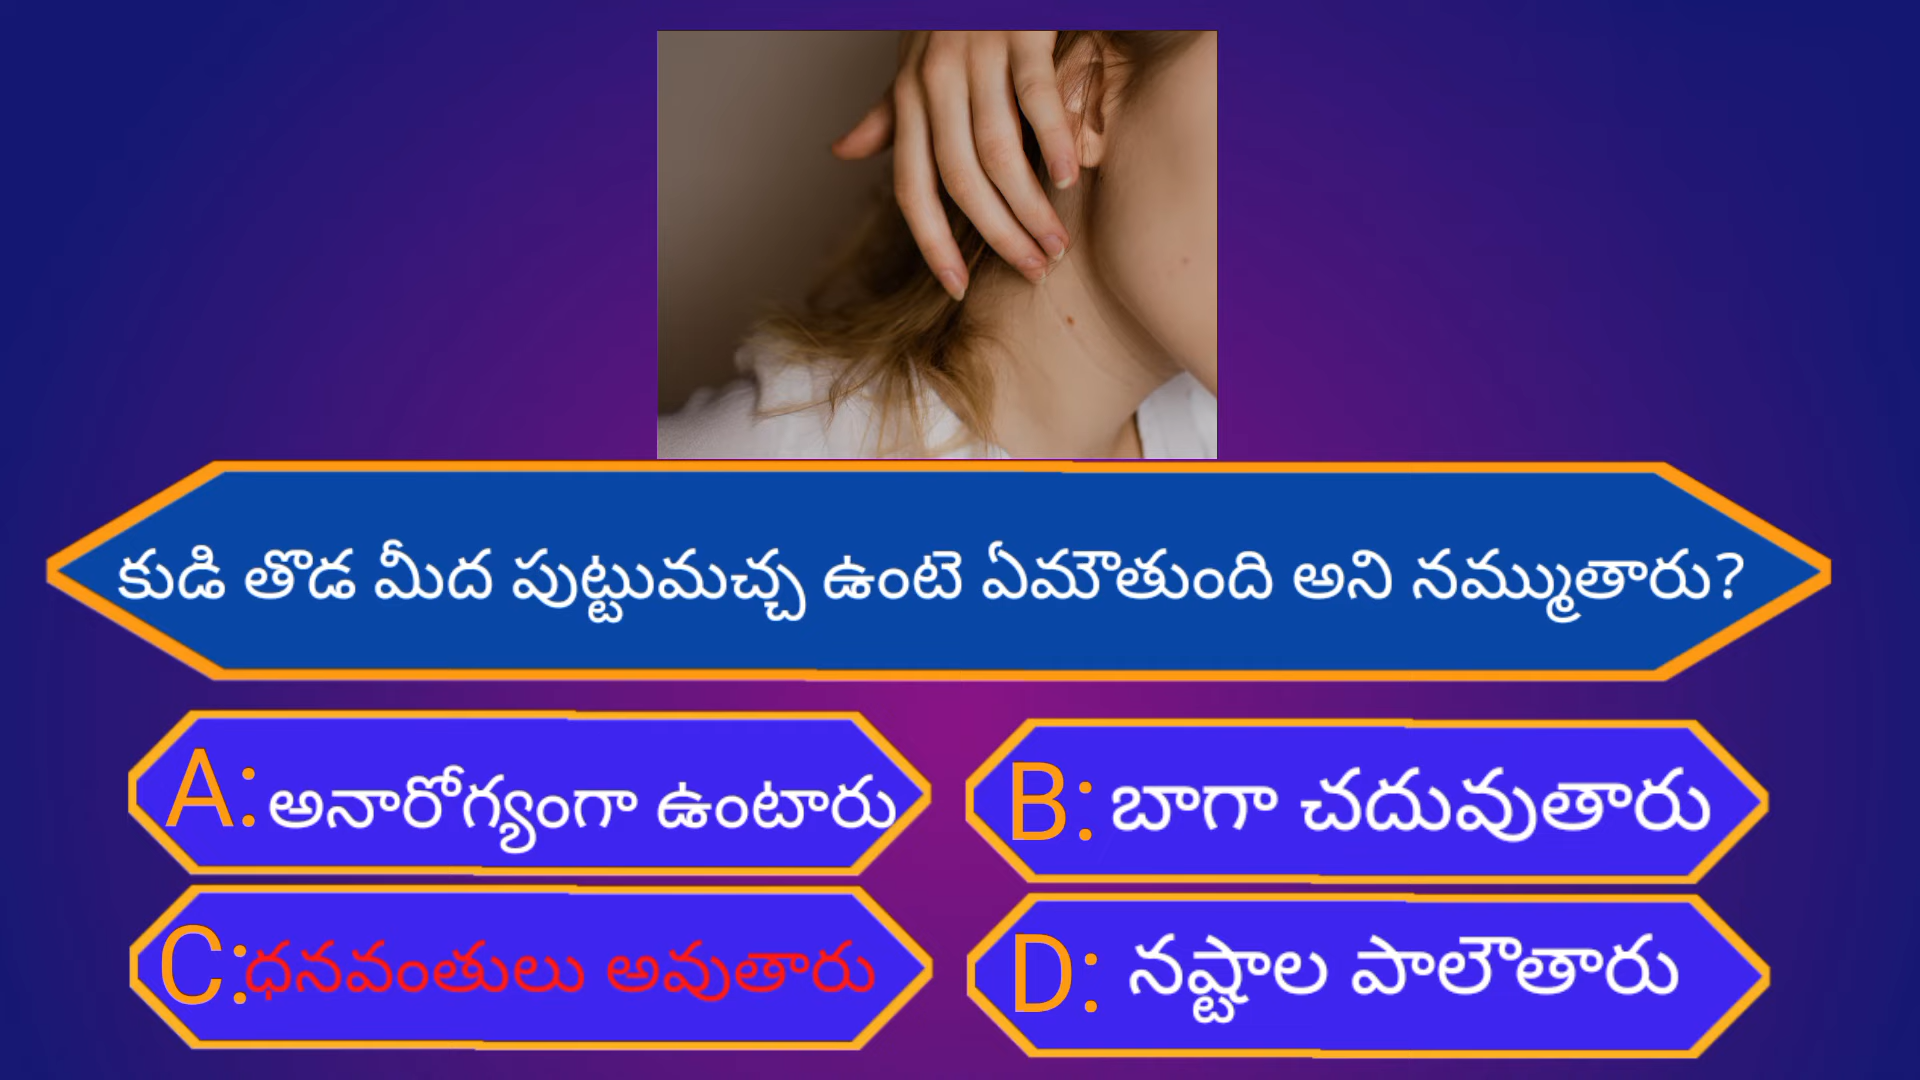 కుడి తొడ మీద పుట్టుమచ్చ ఉంటె ఏమౌతుంది అని నమ్ముతారు?
A: అనారోగ్యంగా ఉంటారు
B: బాగా చదువుతారు
C: ధనవంతులు అవుతారు
D: నష్టాల పాలౌతారు